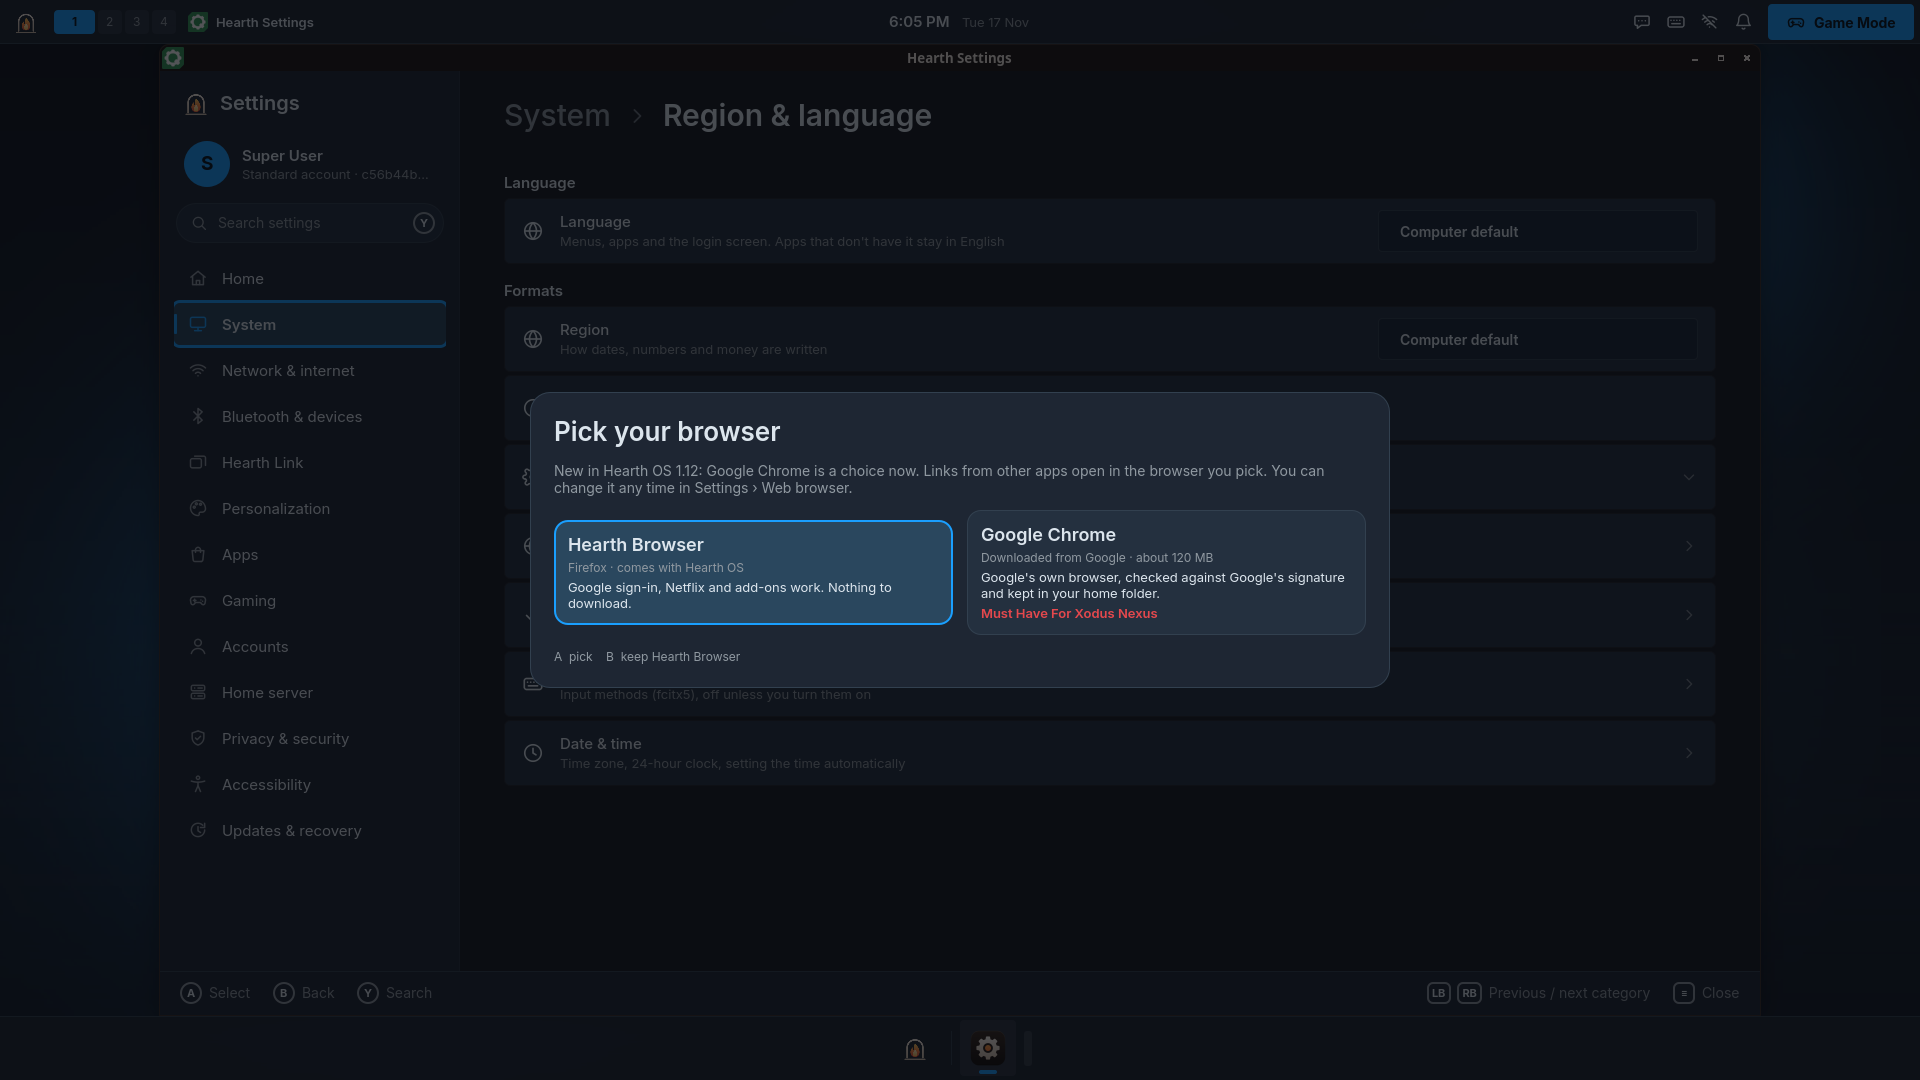 1 2 3 4 Hearth Settings
6:05 PM Tue 17 Nov
Game Mode
Hearth Settings
Settings
S
Super User
Standard account · c56b44b...
Search settings Y
Home
System
Network & internet
Bluetooth & devices
Hearth Link
Personalization
Apps
Gaming
Accounts
Home server
Privacy & security
Accessibility
Updates & recovery
System > Region & language
Language
Language
Menus, apps and the login screen. Apps that don't have it stay in English
Computer default
Formats
Region
How dates, numbers and money are written
Computer default
Pick your browser
New in Hearth OS 1.12: Google Chrome is a choice now. Links from other apps open in the browser you pick. You can
change it any time in Settings › Web browser.
Hearth Browser
Firefox · comes with Hearth OS
Google sign-in, Netflix and add-ons work. Nothing to
download.
Google Chrome
Downloaded from Google · about 120 MB
Google's own browser, checked against Google's signature
and kept in your home folder.
Must Have For Xodus Nexus
A pick B keep Hearth Browser
Input methods (fcitx5), off unless you turn them on
Date & time
Time zone, 24-hour clock, setting the time automatically
A Select B Back Y Search
LB RB Previous / next category ≡ Close